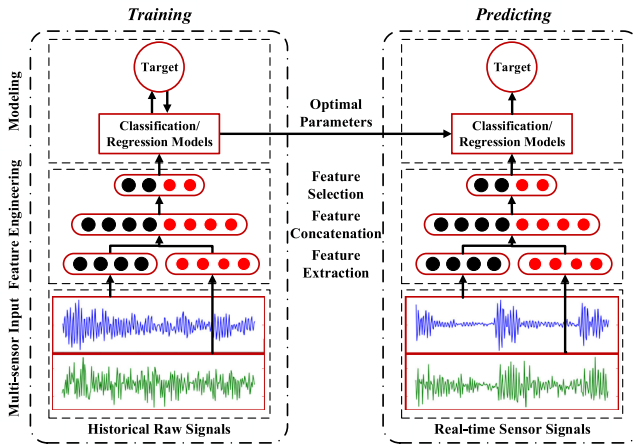 Training
Predicting
Modeling
Target
Target
Classification/
Regression Models
Optimal
Parameters
Classification/
Regression Models
Feature Engineering
Feature
Selection
Feature
Concatenation
Feature
Extraction
Multi-sensor Input
Historical Raw Signals
Real-time Sensor Signals